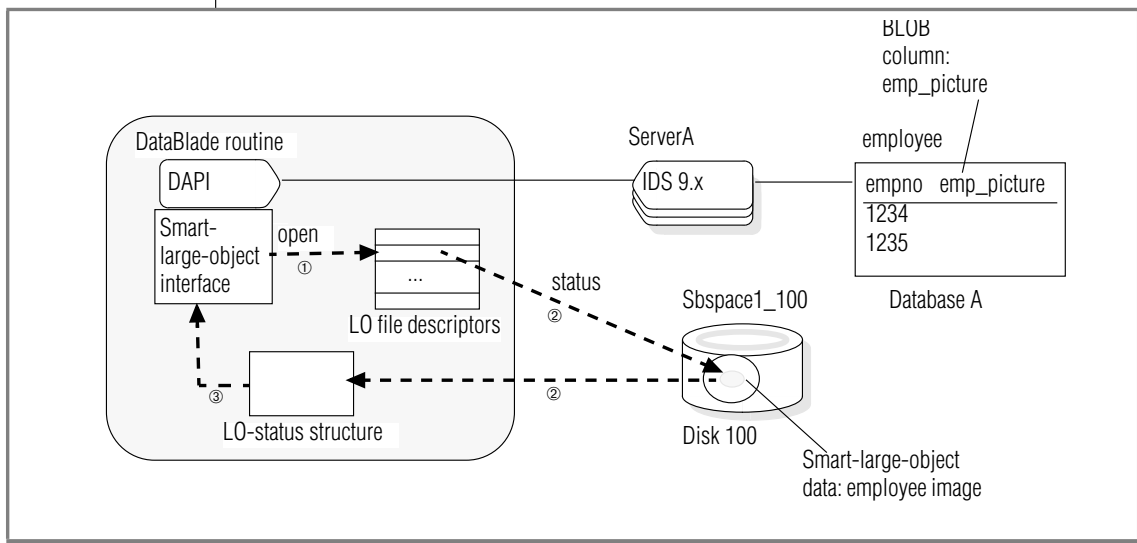 BLOB
column:
emp_picture
DataBlade routine
ServerA
employee
DAPI
IDS 9.x
empno emp_picture
1234
1235
Smart-
large-object
interface
open
①
...
LO file descriptors
status
②
Sbspace1_100
Database A
③
②
LO-status structure
Disk 100
Smart-large-object
data: employee image